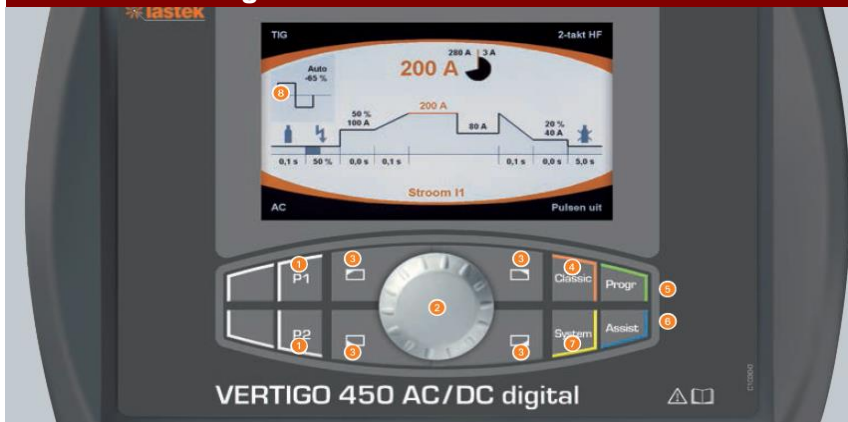 lastek
TIG
2-takt HF
280 A | 3 A
200 A
Auto
-65 %
8
200 A
50 %
100 A
80 A
20 %
40 A
0,1 s
50 %
0,0 s
0,1 s
0,1 s
0,0 s
5,0 s
Stroom I1
AC
Pulsen uit
1
P1
3
3
4
Classic
Progr
5
2
P2
1
3
3
System
7
Assist
6
VERTIGO 450 AC/DC digital